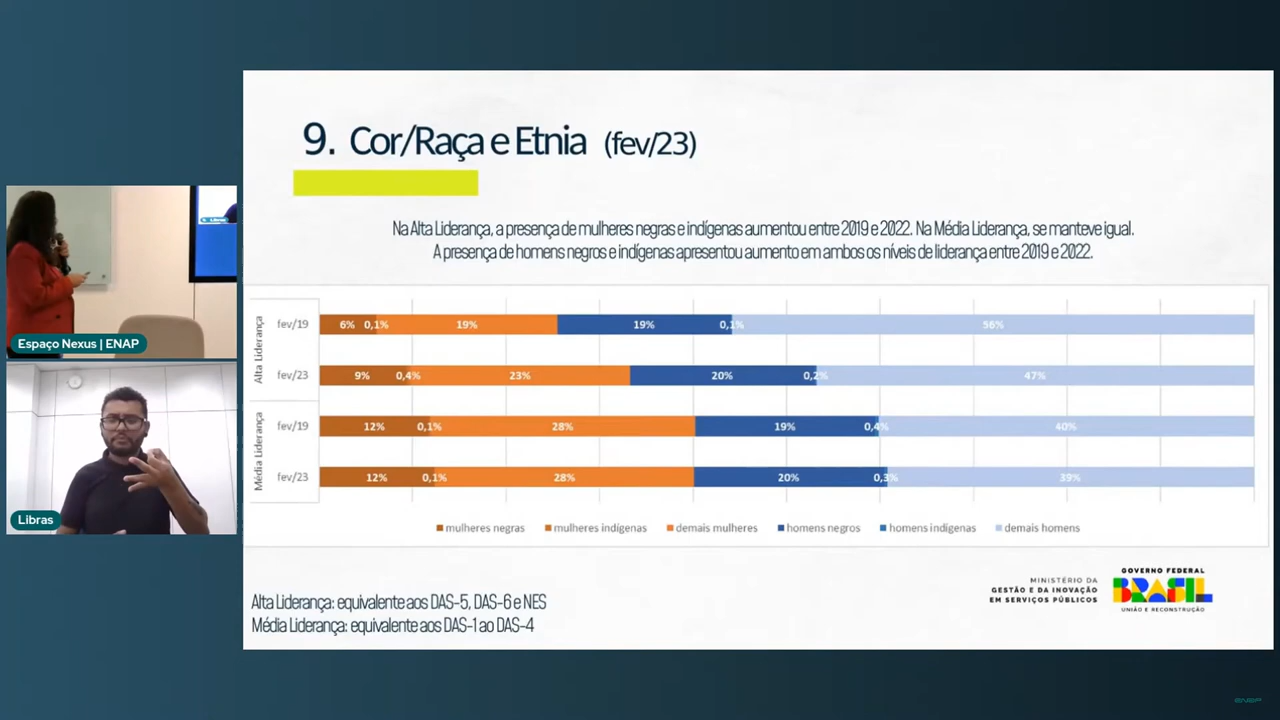 9. Cor/Raça e Etnia (fev/23)
Na Alta Liderança, a presença de mulheres negras e indígenas aumentou entre 2019 e 2022. Na Média Liderança, se manteve igual.
A presença de homens negros e indígenas apresentou aumento em ambos os níveis de liderança entre 2019 e 2022.
Alta Liderança
fev/19 6% 0,1% 19% 19% 0,1% 56%
fev/23 9% 0,4% 23% 20% 0,2% 47%
Média Liderança
fev/19 12% 0,1% 28% 19% 0,4% 40%
fev/23 12% 0,1% 28% 20% 0,3% 39%
mulheres negras mulheres indígenas demais mulheres homens negros homens indígenas demais homens
Alta Liderança: equivalente aos DAS-5, DAS-6 e NES
Média Liderança: equivalente aos DAS-1 ao DAS-4
MINISTÉRIO DA
GESTÃO E DA INOVAÇÃO
EM SERVIÇOS PÚBLICOS
GOVERNO FEDERAL
BRASIL
UNIÃO E RECONSTRUÇÃO
Espaço Nexus | ENAP
Libras
Libras
enap